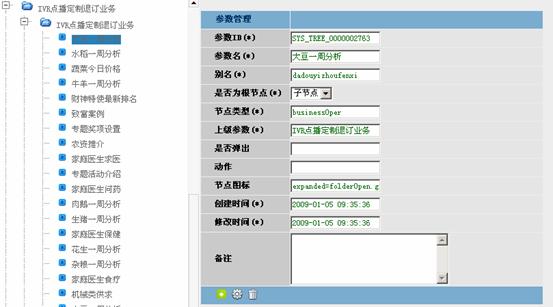 IVR点播定制退订业务
IVR点播定制退订业务
水稻一周分析
蔬菜今日价格
牛羊一周分析
财神特使最新排名
致富案例
专题奖项设置
农资推介
家庭医生求医
专题活动介绍
家庭医生问药
肉鹅一周分析
生猪一周分析
家庭医生保健
花生一周分析
杂粮一周分析
家庭医生食疗
机械类供求
参数管理
参数ID(*) SYS_TREE_0000002763
参数名(*) 大豆一周分析
别名(*) dadouyizhoufenxi
是否为根节点(*) 子节点
节点类型(*) businessOper
上级参数(*) IVR点播定制退订业务
是否弹出
动作
节点图标 expanded=folderOpen.g
创建时间(*) 2009-01-05 09:35:36
修改时间(*) 2009-01-05 09:35:36
备注